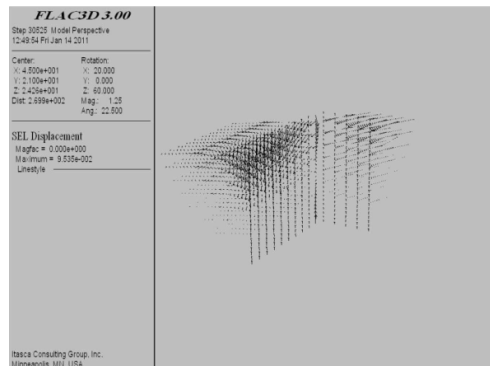 FLAC3D 3.00
Step 30525 Model Perspective
12:49:54 Fri Jan 14 2011
Center: Rotation:
X: 4.500e+001 X: 20.000
Y: 2.100e+001 Y: 0.000
Z: 2.426e+001 Z: 60.000
Dist: 2.699e+002 Mag.: 1.25
Ang.: 22.500
SEL Displacement
Magfac = 0.000e+000
Maximum = 9.535e-002
Linestyle
Itasca Consulting Group, Inc.
Minneapolis, MN USA